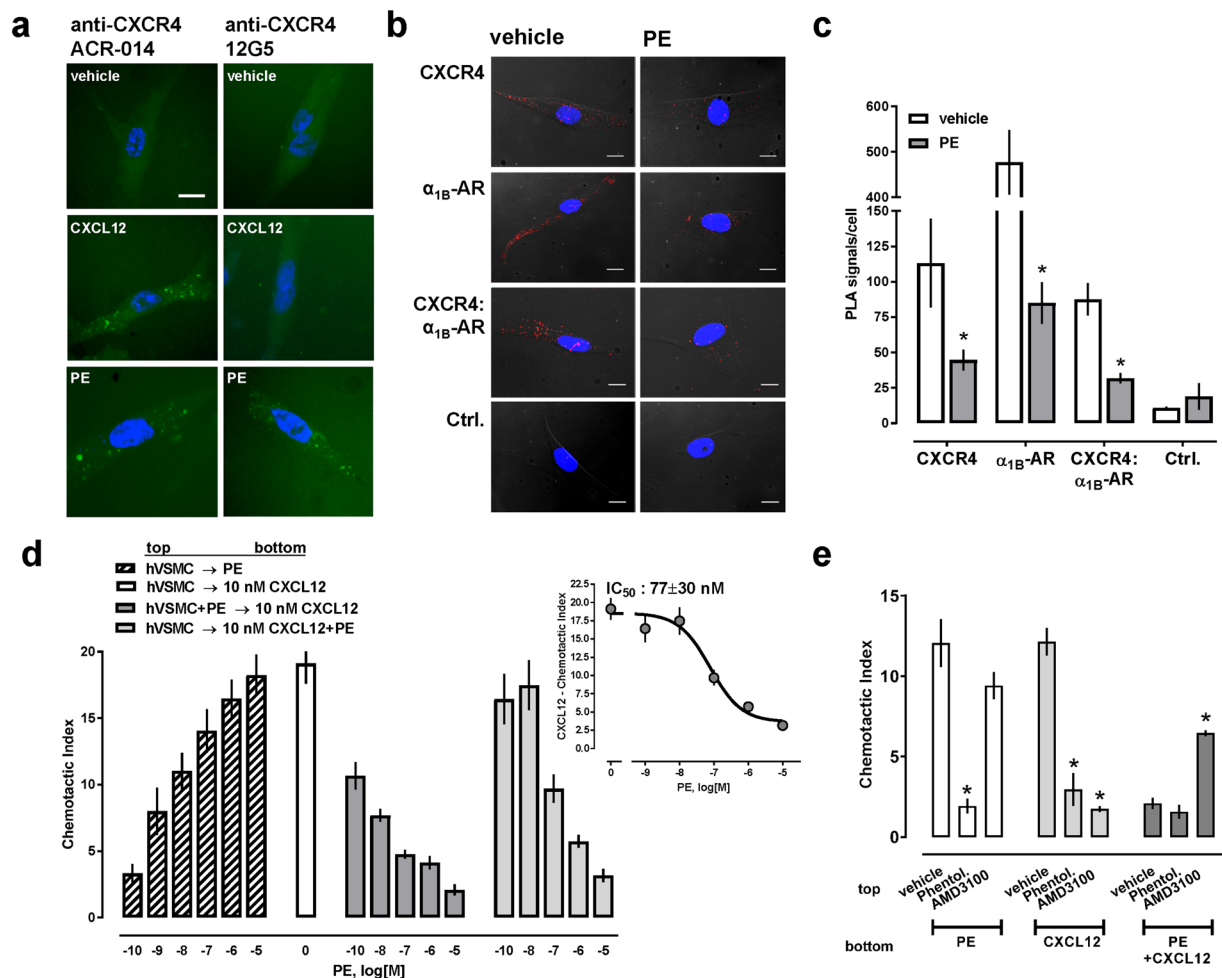 a
anti-CXCR4
ACR-014
anti-CXCR4
12G5
vehicle
vehicle
CXCL12
CXCL12
PE
PE
b
vehicle
PE
CXCR4
α1B-AR
CXCR4:
α1B-AR
Ctrl.
c
600
500
400
150
125
100
75
50
25
0
PLA signals/cell
vehicle
PE
*
*
*
CXCR4
α1B-AR
CXCR4:
α1B-AR
Ctrl.
d
top bottom
hVSMC → PE
hVSMC → 10 nM CXCL12
hVSMC+PE → 10 nM CXCL12
hVSMC → 10 nM CXCL12+PE
20
15
10
5
0
Chemotactic Index
-10 -9 -8 -7 -6 -5 0 -10 -8 -7 -6 -5 -10 -8 -7 -6 -5
PE, log[M]
IC50 : 77±30 nM
22.5
20.0
17.5
15.0
12.5
10.0
7.5
5.0
2.5
0.0
CXCL12 - Chemotactic Index
0 -9 -8 -7 -6 -5
PE, log[M]
e
15
10
5
0
Chemotactic Index
*
*
*
*
top
vehicle
Phentol.
AMD3100
vehicle
Phentol.
AMD3100
vehicle
Phentol.
AMD3100
bottom
PE
CXCL12
PE
+CXCL12